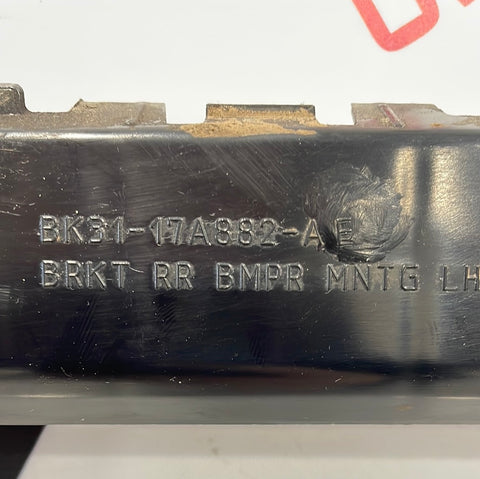 BK31-17A882-AE
BRKT RR BMPR MNTG LH